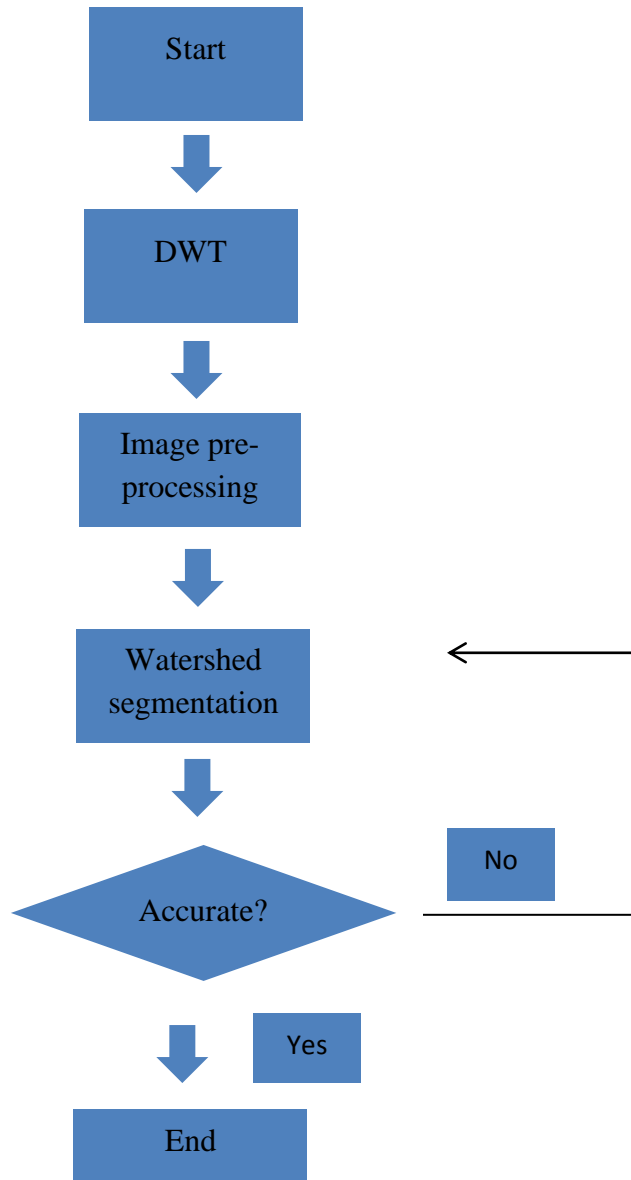 Start
DWT
Image pre-
processing
Watershed
segmentation
No
Accurate?
Yes
End